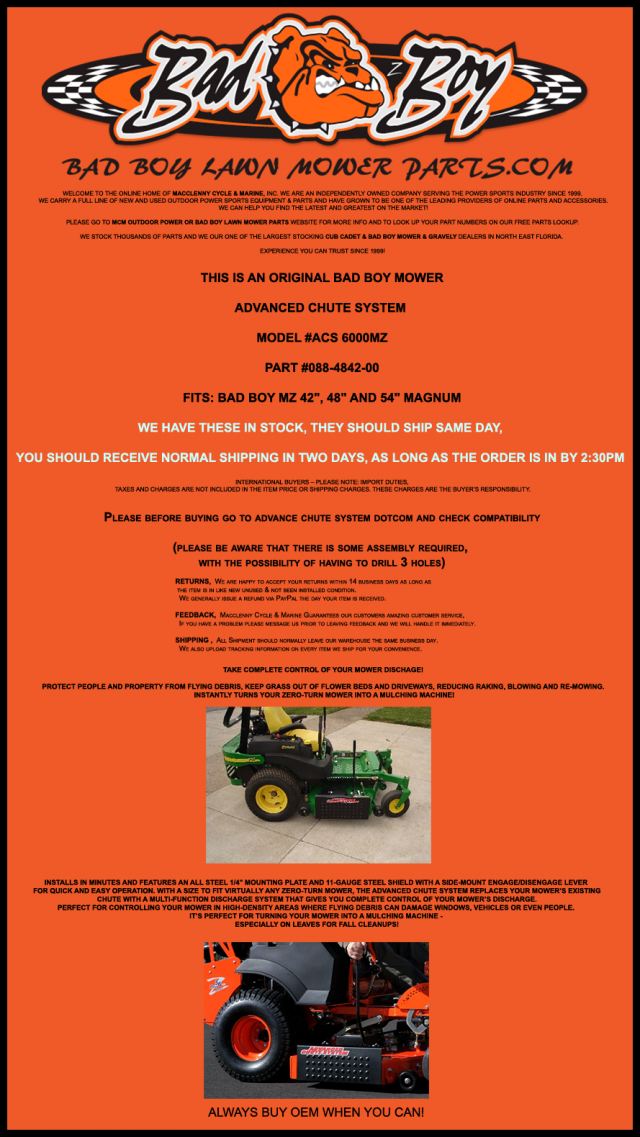 Bad Boy
Z
BAD BOY LAWN MOWER PARTS.COM
WELCOME TO THE ONLINE HOME OF MACCLENNY CYCLE & MARINE, INC. WE ARE AN INDEPENDENTLY OWNED COMPANY SERVING THE POWER SPORTS INDUSTRY SINCE 1999.
WE CARRY A FULL LINE OF NEW AND USED OUTDOOR POWER SPORTS EQUIPMENT & PARTS AND HAVE GROWN TO BE ONE OF THE LEADING PROVIDERS OF ONLINE PARTS AND ACCESSORIES.
WE CAN HELP YOU FIND THE LATEST AND GREATEST ON THE MARKET!
PLEASE GO TO MCM OUTDOOR POWER OR BAD BOY LAWN MOWER PARTS WEBSITE FOR MORE INFO AND TO LOOK UP YOUR PART NUMBERS ON OUR FREE PARTS LOOKUP.
WE STOCK THOUSANDS OF PARTS AND WE OUR ONE OF THE LARGEST STOCKING CUB CADET & BAD BOY MOWER & GRAVELY DEALERS IN NORTH EAST FLORIDA.
EXPERIENCE YOU CAN TRUST SINCE 1999!
THIS IS AN ORIGINAL BAD BOY MOWER
ADVANCED CHUTE SYSTEM
MODEL #ACS 6000MZ
PART #088-4842-00
FITS: BAD BOY MZ 42", 48" AND 54" MAGNUM
WE HAVE THESE IN STOCK, THEY SHOULD SHIP SAME DAY,
YOU SHOULD RECEIVE NORMAL SHIPPING IN TWO DAYS, AS LONG AS THE ORDER IS IN BY 2:30PM
INTERNATIONAL BUYERS – PLEASE NOTE: IMPORT DUTIES,
TAXES AND CHARGES ARE NOT INCLUDED IN THE ITEM PRICE OR SHIPPING CHARGES. THESE CHARGES ARE THE BUYER'S RESPONSIBILITY.
PLEASE BEFORE BUYING GO TO ADVANCE CHUTE SYSTEM DOTCOM AND CHECK COMPATIBILITY
(PLEASE BE AWARE THAT THERE IS SOME ASSEMBLY REQUIRED,
WITH THE POSSIBILITY OF HAVING TO DRILL 3 HOLES)
RETURNS, WE ARE HAPPY TO ACCEPT YOUR RETURNS WITHIN 14 BUSINESS DAYS AS LONG AS
THE ITEM IS IN LIKE NEW UNUSED & NOT BEEN INSTALLED CONDITION.
WE GENERALLY ISSUE A REFUND VIA PAYPAL THE DAY YOUR ITEM IS RECEIVED.
FEEDBACK, MACCLENNY CYCLE & MARINE GUARANTEES OUR CUSTOMERS AMAZING CUSTOMER SERVICE,
IF YOU HAVE A PROBLEM PLEASE MESSAGE US PRIOR TO LEAVING FEEDBACK AND WE WILL HANDLE IT IMMEDIATELY.
SHIPPING , ALL SHIPMENT SHOULD NORMALLY LEAVE OUR WAREHOUSE THE SAME BUSINESS DAY.
WE ALSO UPLOAD TRACKING INFORMATION ON EVERY ITEM WE SHIP FOR YOUR CONVENIENCE.
TAKE COMPLETE CONTROL OF YOUR MOWER DISCHAGE!
PROTECT PEOPLE AND PROPERTY FROM FLYING DEBRIS, KEEP GRASS OUT OF FLOWER BEDS AND DRIVEWAYS, REDUCING RAKING, BLOWING AND RE-MOWING.
INSTANTLY TURNS YOUR ZERO-TURN MOWER INTO A MULCHING MACHINE!
INSTALLS IN MINUTES AND FEATURES AN ALL STEEL 1/4" MOUNTING PLATE AND 11-GAUGE STEEL SHIELD WITH A SIDE-MOUNT ENGAGE/DISENGAGE LEVER
FOR QUICK AND EASY OPERATION. WITH A SIZE TO FIT VIRTUALLY ANY ZERO-TURN MOWER, THE ADVANCED CHUTE SYSTEM REPLACES YOUR MOWER'S EXISTING
CHUTE WITH A MULTI-FUNCTION DISCHARGE SYSTEM THAT GIVES YOU COMPLETE CONTROL OF YOUR MOWER'S DISCHARGE.
PERFECT FOR CONTROLLING YOUR MOWER IN HIGH-DENSITY AREAS WHERE FLYING DEBRIS CAN DAMAGE WINDOWS, VEHICLES OR EVEN PEOPLE.
IT'S PERFECT FOR TURNING YOUR MOWER INTO A MULCHING MACHINE -
ESPECIALLY ON LEAVES FOR FALL CLEANUPS!
ADVANCED
CHUTE SYSTEM
ALWAYS BUY OEM WHEN YOU CAN!